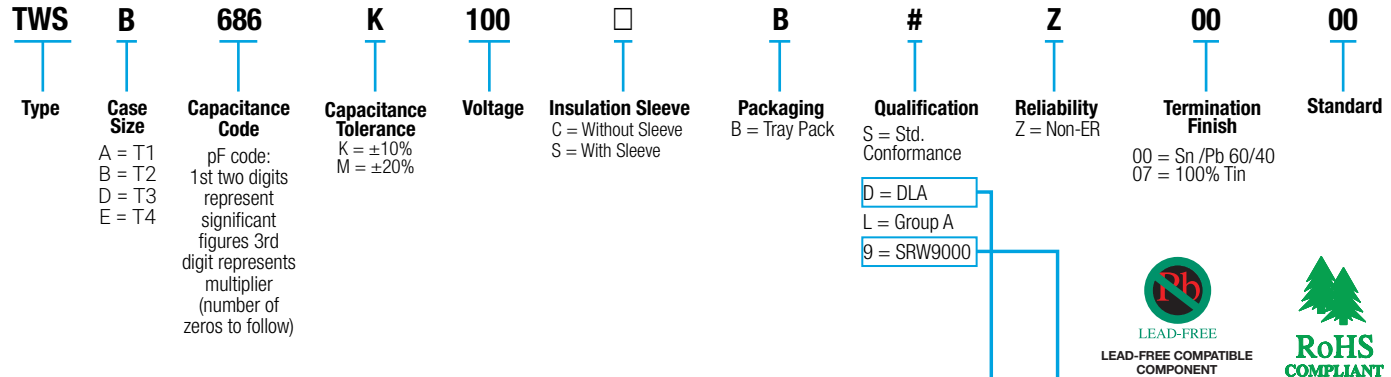 TWS B 686 K 100 □ B # Z 00 00
Type
Case
Size
A = T1
B = T2
D = T3
E = T4
Capacitance
Code
pF code:
1st two digits
represent
significant
figures 3rd
digit represents
multiplier
(number of
zeros to follow)
Capacitance
Tolerance
K = ±10%
M = ±20%
Voltage
Insulation Sleeve
C = Without Sleeve
S = With Sleeve
Packaging
B = Tray Pack
Qualification
S = Std.
Conformance
D = DLA
L = Group A
9 = SRW9000
Reliability
Z = Non-ER
Termination
Finish
00 = Sn /Pb 60/40
07 = 100% Tin
Standard
Pb
LEAD-FREE
LEAD-FREE COMPATIBLE
COMPONENT
RoHS
COMPLIANT